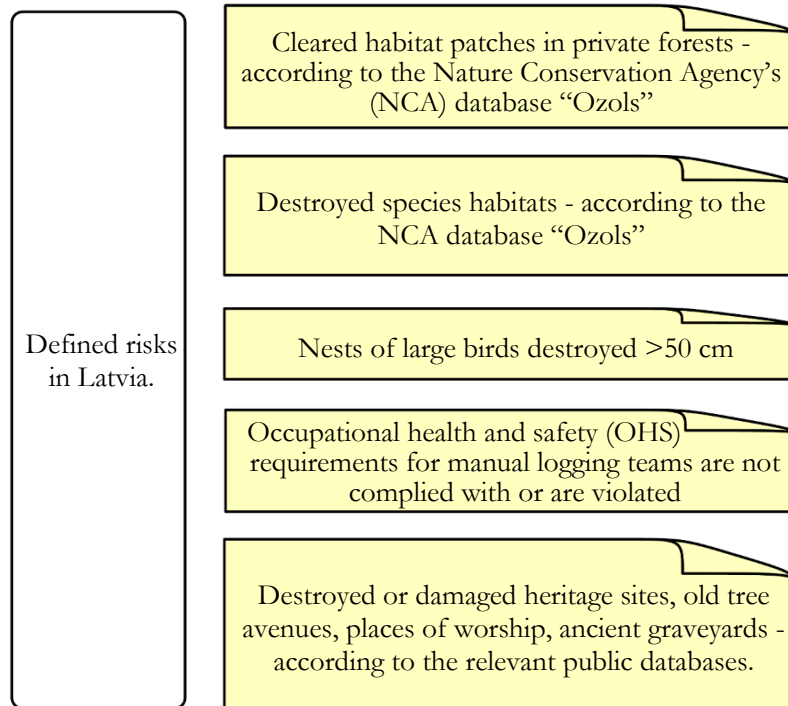 Defined risks
in Latvia.
Cleared habitat patches in private forests -
according to the Nature Conservation Agency's
(NCA) database “Ozols”
Destroyed species habitats - according to the
NCA database “Ozols”
Nests of large birds destroyed >50 cm
Occupational health and safety (OHS)
requirements for manual logging teams are not
complied with or are violated
Destroyed or damaged heritage sites, old tree
avenues, places of worship, ancient graveyards -
according to the relevant public databases.